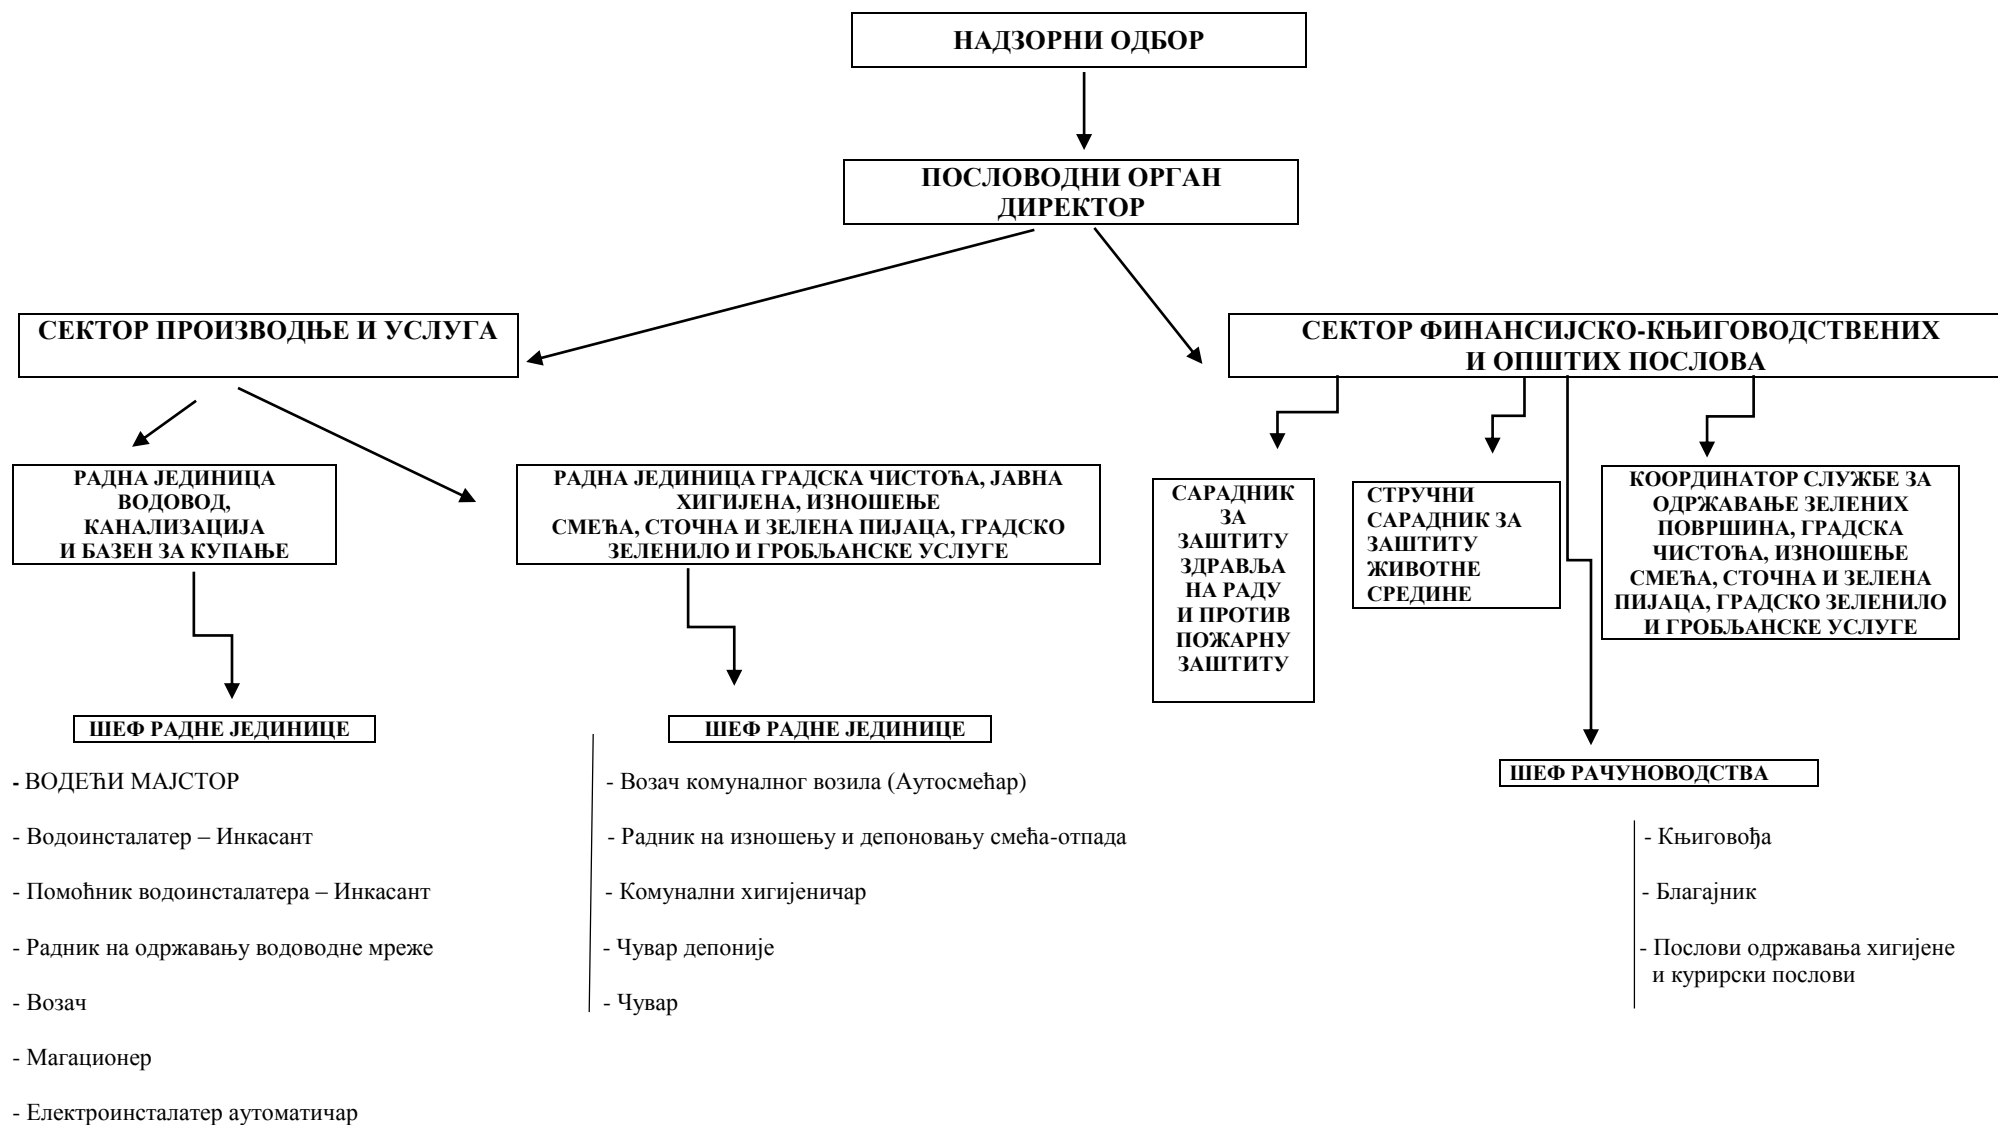 НАДЗОРНИ ОДБОР
ПОСЛОВОДНИ ОРГАН
ДИРЕКТОР
СЕКТОР ПРОИЗВОДЊЕ И УСЛУГА
СЕКТОР ФИНАНСИЈСКО-КЊИГОВОДСТВЕНИХ
И ОПШТИХ ПОСЛОВА
РАДНА ЈЕДИНИЦА
ВОДОВОД,
КАНАЛИЗАЦИЈА
И БАЗЕН ЗА КУПАЊЕ
РАДНА ЈЕДИНИЦА ГРАДСКА ЧИСТОЋА, ЈАВНА
ХИГИЈЕНА, ИЗНОШЕЊЕ
СМЕЋА, СТОЧНА И ЗЕЛЕНА ПИЈАЦА, ГРАДСКО
ЗЕЛЕНИЛО И ГРОБЉАНСКЕ УСЛУГЕ
САРАДНИК
ЗА
ЗАШТИТУ
ЗДРАВЉА
НА РАДУ
И ПРОТИВ
ПОЖАРНУ
ЗАШТИТУ
СТРУЧНИ
САРАДНИК ЗА
ЗАШТИТУ
ЖИВОТНЕ
СРЕДИНЕ
КООРДИНАТОР СЛУЖБЕ ЗА
ОДРЖАВАЊЕ ЗЕЛЕНИХ
ПОВРШИНА, ГРАДСКА
ЧИСТОЋА, ИЗНОШЕЊЕ
СМЕЋА, СТОЧНА И ЗЕЛЕНА
ПИЈАЦА, ГРАДСКО ЗЕЛЕНИЛО
И ГРОБЉАНСКЕ УСЛУГЕ
ШЕФ РАДНЕ ЈЕДИНИЦЕ
- ВОДЕЋИ МАЈСТОР
- Водоинсталатер – Инкасант
- Помоћник водоинсталатера – Инкасант
- Радник на одржавању водоводне мреже
- Возач
- Магационер
- Електроинсталатер аутоматичар
ШЕФ РАДНЕ ЈЕДИНИЦЕ
- Возач комуналног возила (Аутосмећар)
- Радник на изношењу и депоновању смећа-отпада
- Комунални хигијеничар
- Чувар депоније
- Чувар
ШЕФ РАЧУНОВОДСТВА
- Књиговођа
- Благајник
- Послови одржавања хигијене
и курирски послови